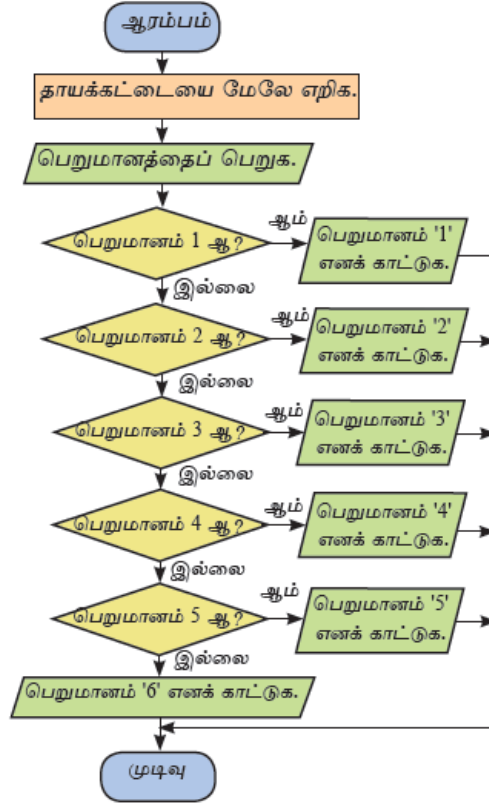 ஆரம்பம்
தாயக்கட்டையை மேலே எறிக.
பெறுமானத்தைப் பெறுக.
பெறுமானம் 1 ஆ?
ஆம்
பெறுமானம் '1'
எனக் காட்டுக.
இல்லை
பெறுமானம் 2 ஆ?
ஆம்
பெறுமானம் '2'
எனக் காட்டுக.
இல்லை
பெறுமானம் 3 ஆ?
ஆம்
பெறுமானம் '3'
எனக் காட்டுக.
இல்லை
பெறுமானம் 4 ஆ?
ஆம்
பெறுமானம் '4'
எனக் காட்டுக.
இல்லை
பெறுமானம் 5 ஆ?
ஆம்
பெறுமானம் '5'
எனக் காட்டுக.
இல்லை
பெறுமானம் '6' எனக் காட்டுக.
முடிவு